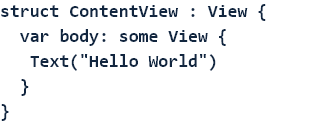 struct ContentView : View {
  var body: some View {
   Text("Hello World")
  }
}